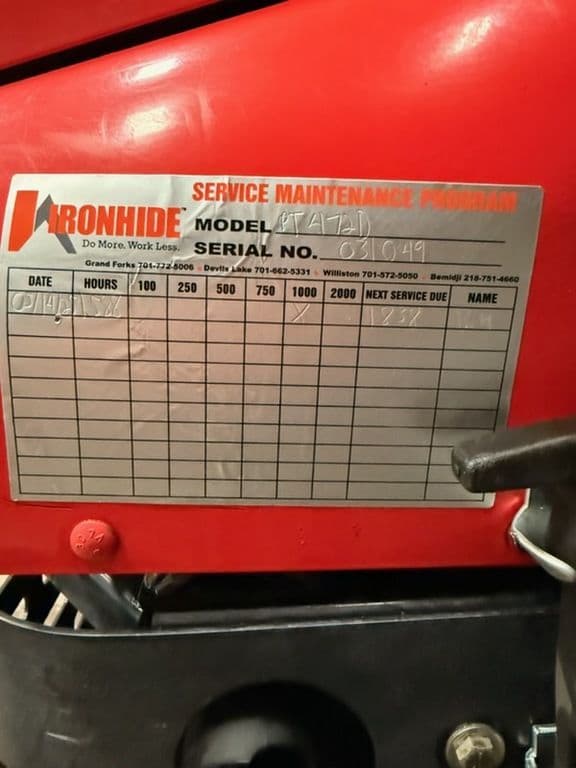 SERVICE MAINTENANCE PROGRAM
IRONHIDE™
Do More. Work Less.
MODEL
SERIAL NO. 031049
Grand Forks 701-772-5006 Devils Lake 701-662-5331 Williston 701-572-5050 Bemidji 218-751-4660
DATE HOURS 100 250 500 750 1000 2000 NEXT SERVICE DUE NAME
X